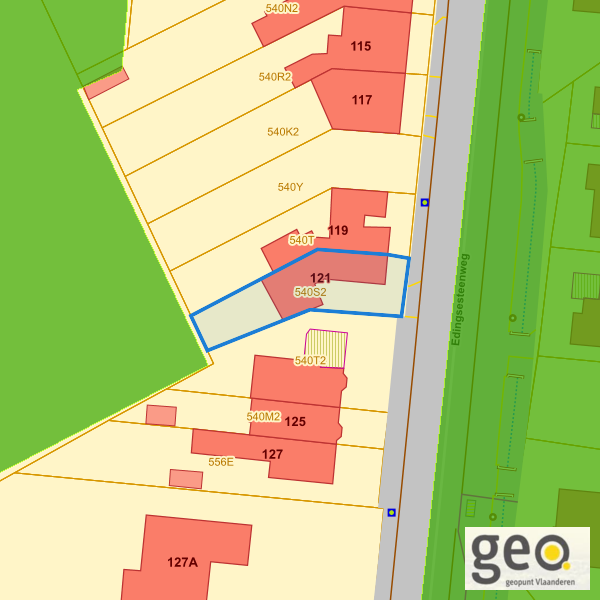 540N2
115
540R2
117
540K2
540Y
119
540T
121
540S2
Edingsesteenweg
540T2
540M2
125
127
556E
127A
geo
geopunt Vlaanderen